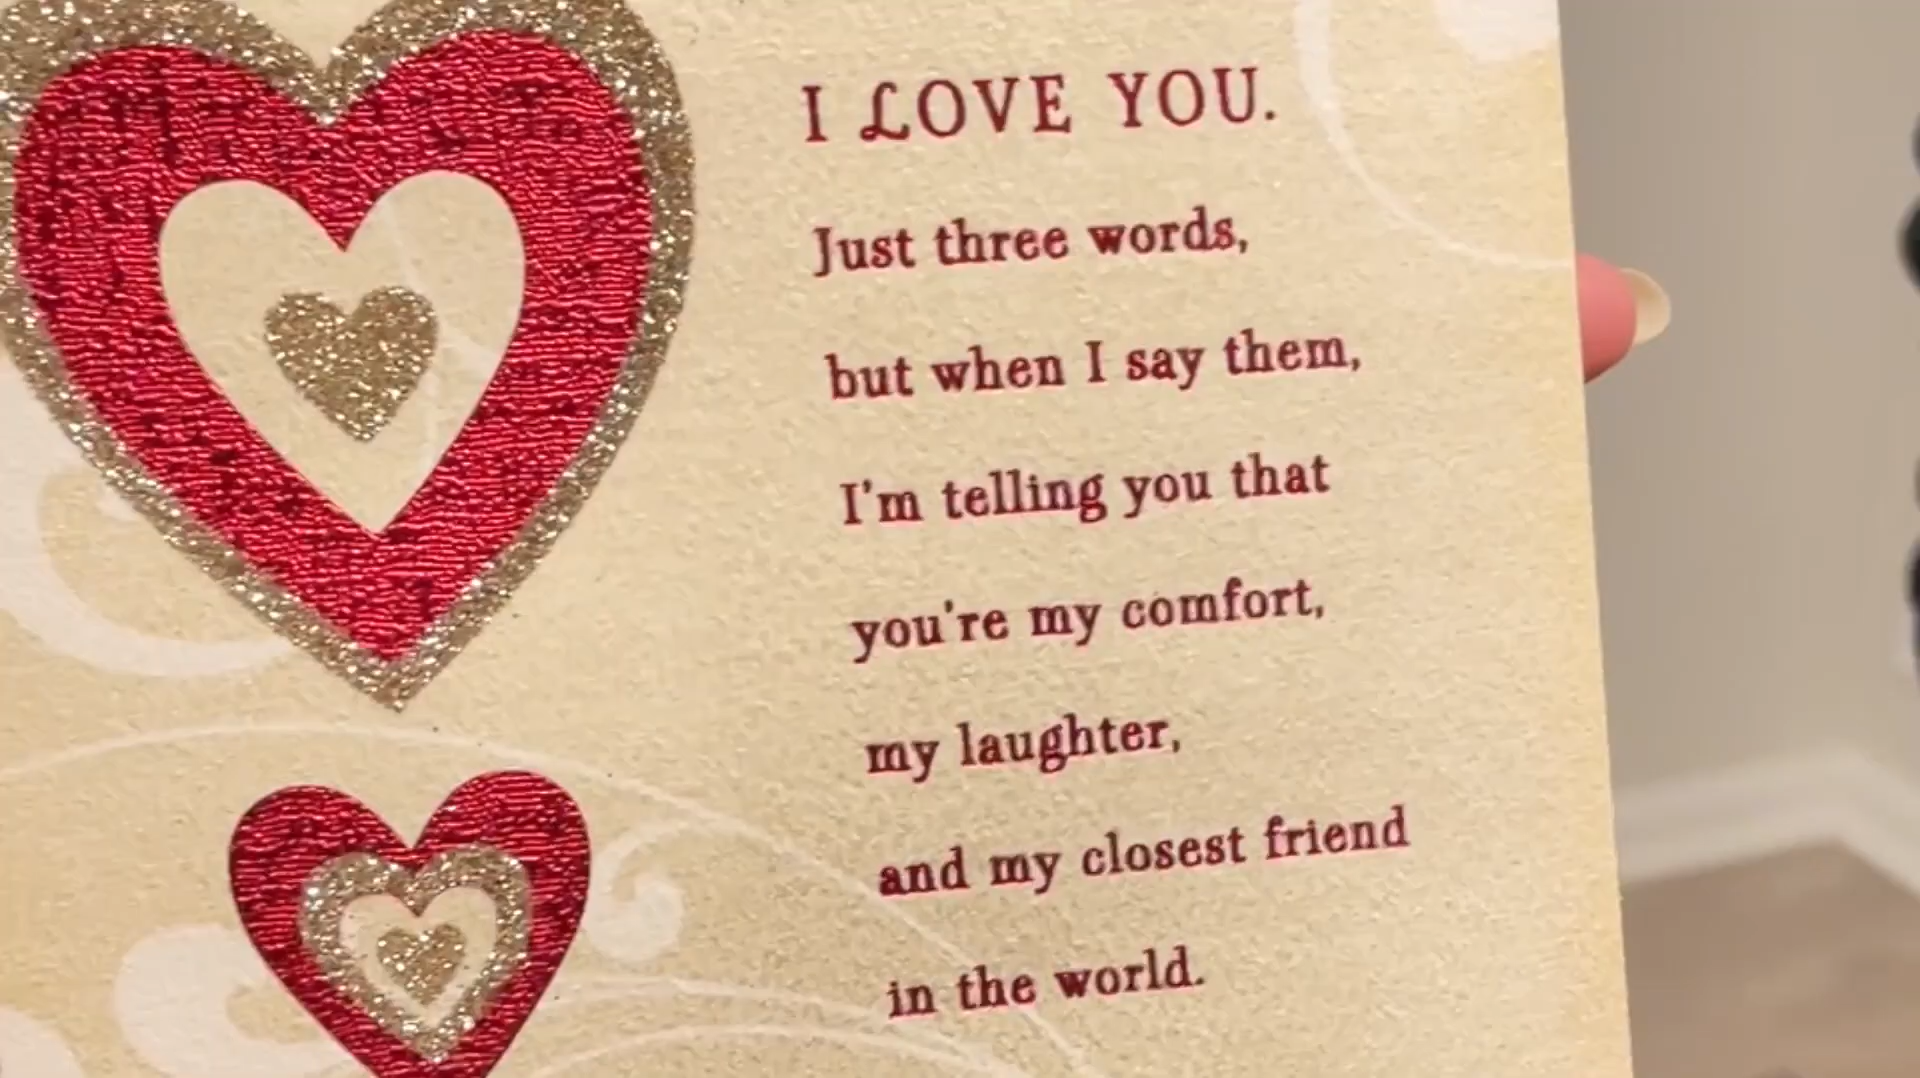 I LOVE YOU.
Just three words,
but when I say them,
I'm telling you that
you're my comfort,
my laughter,
and my closest friend
in the world.